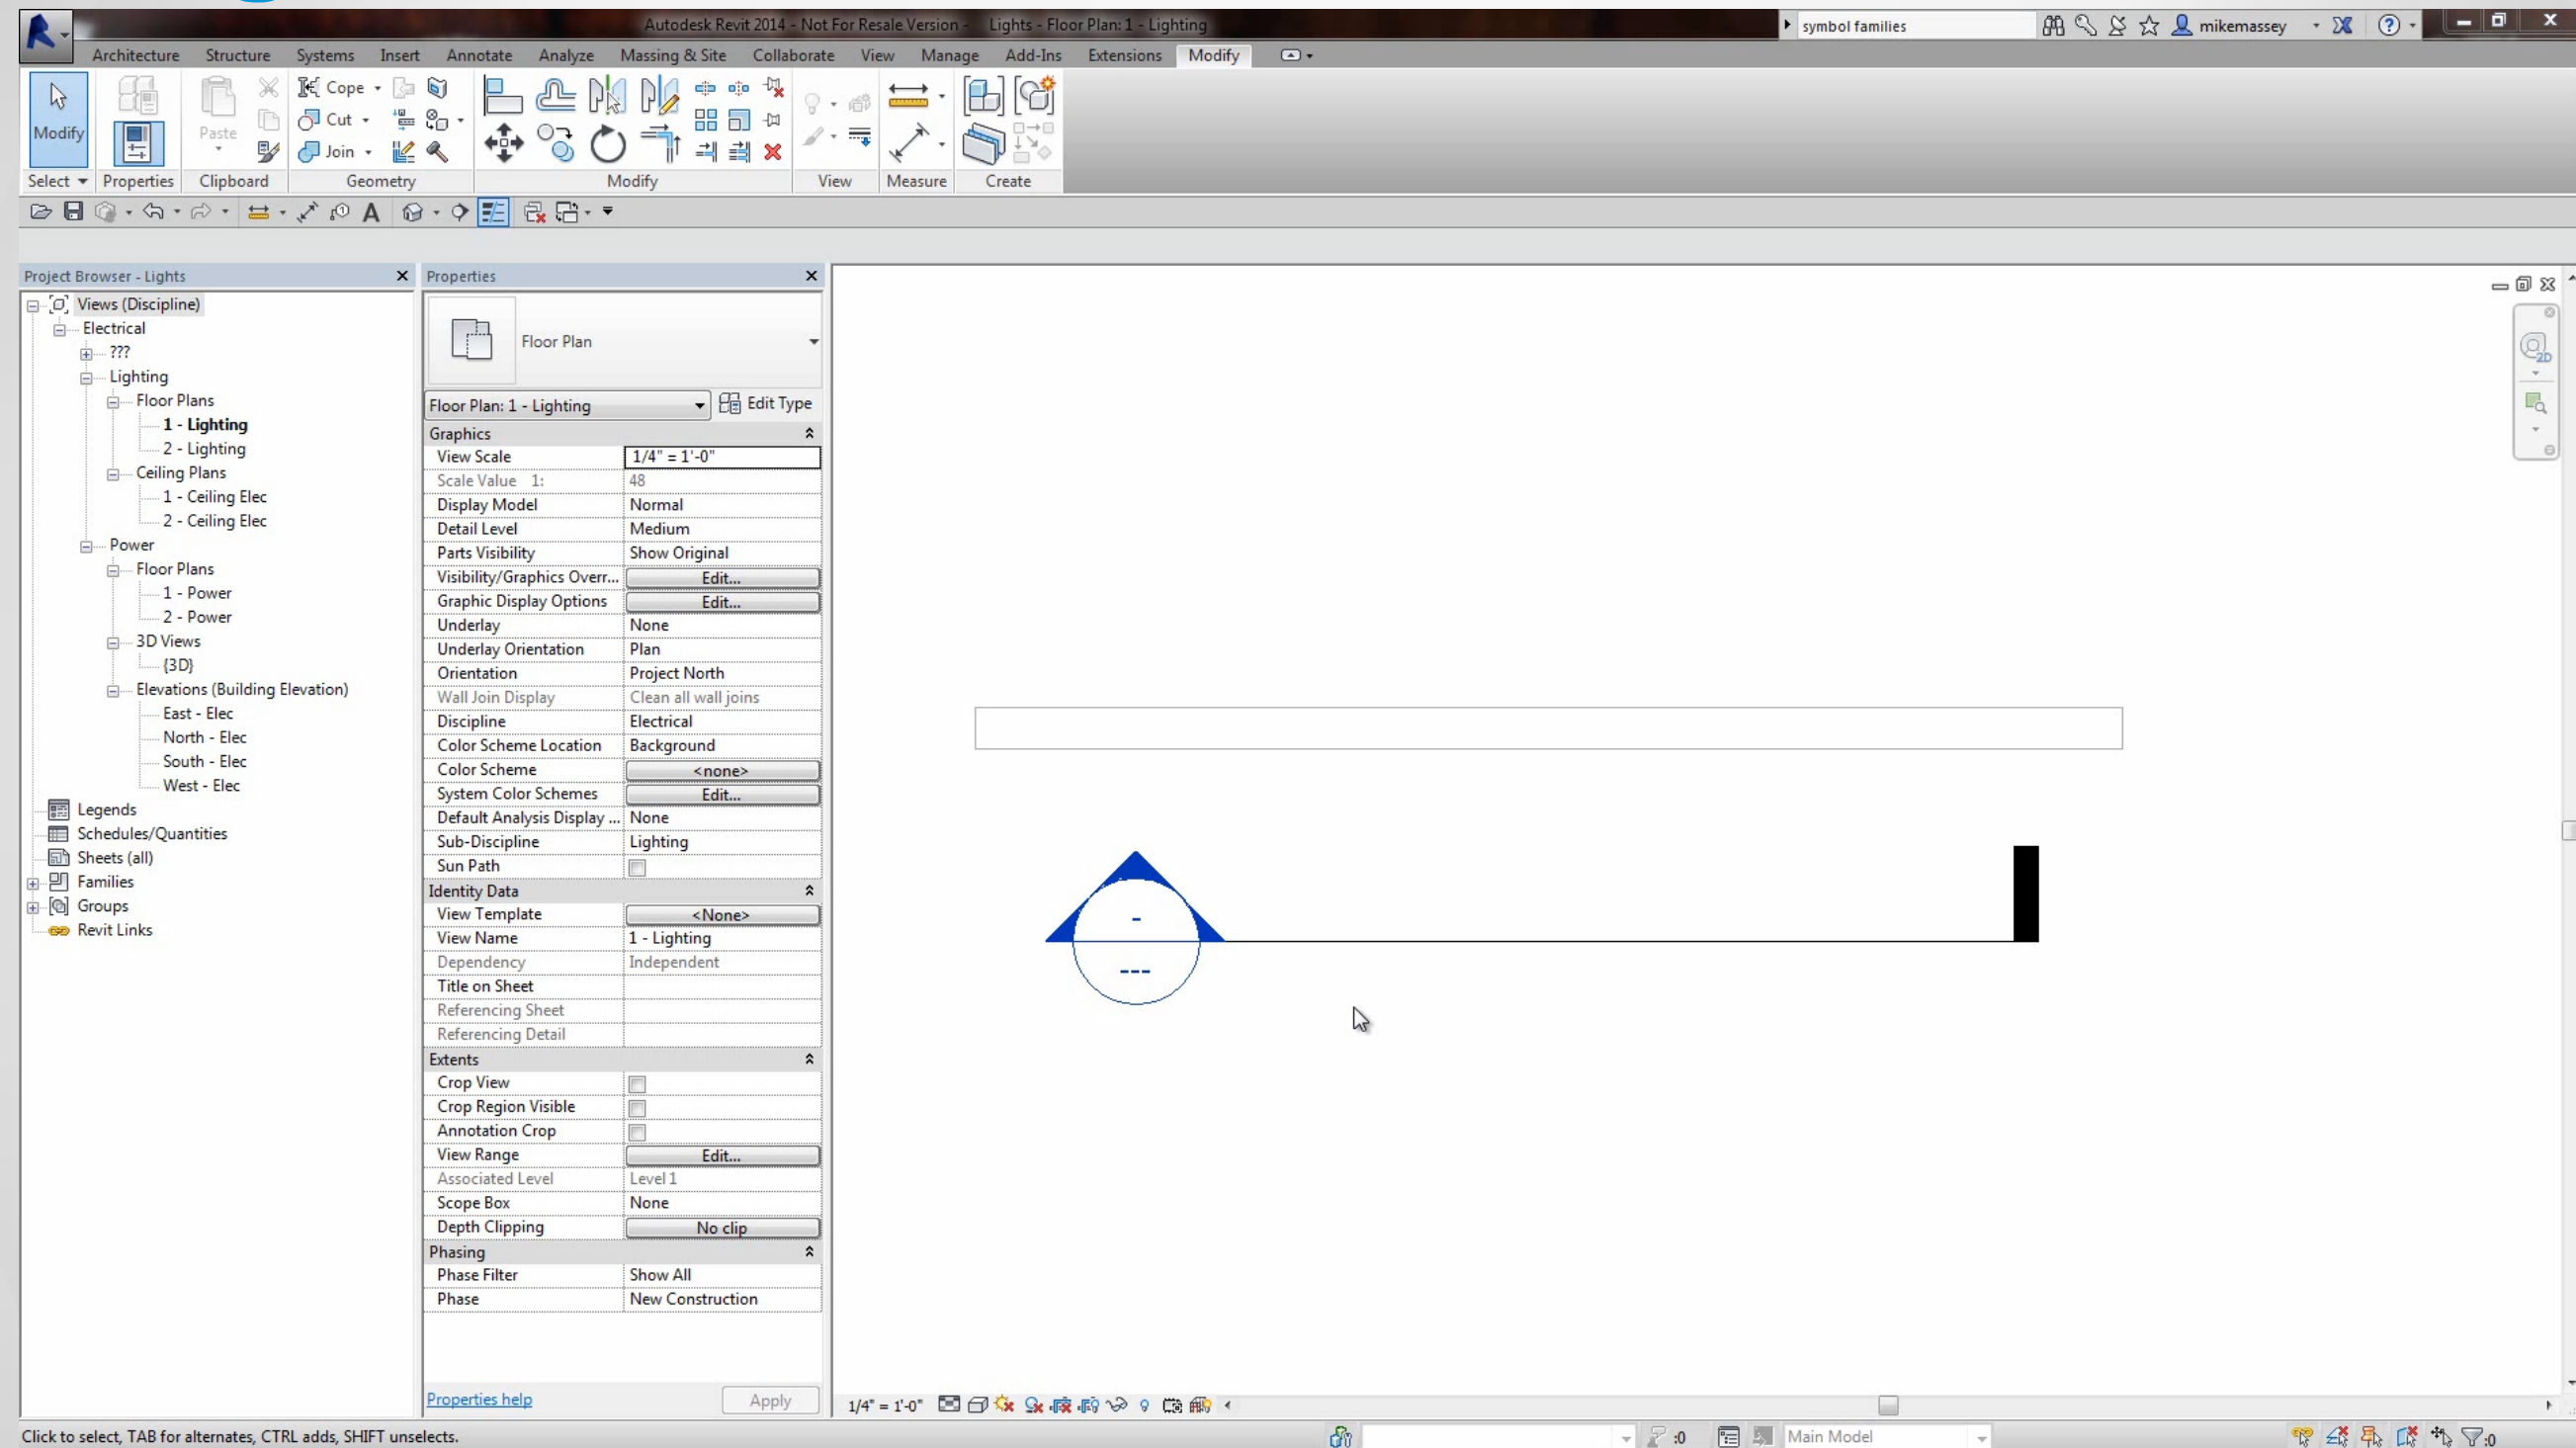 Autodesk Revit 2014 - Not For Resale Version - Lights - Floor Plan: 1 - Lighting
symbol families
mikemassey
Architecture Structure Systems Insert Annotate Analyze Massing & Site Collaborate View Manage Add-Ins Extensions Modify
Modify
Paste
Cope
Cut
Join
Select Properties Clipboard Geometry Modify View Measure Create
Project Browser - Lights
Views (Discipline)
Electrical
???
Lighting
Floor Plans
1 - Lighting
2 - Lighting
Ceiling Plans
1 - Ceiling Elec
2 - Ceiling Elec
Power
Floor Plans
1 - Power
2 - Power
3D Views
{3D}
Elevations (Building Elevation)
East - Elec
North - Elec
South - Elec
West - Elec
Legends
Schedules/Quantities
Sheets (all)
Families
Groups
Revit Links
Properties
Floor Plan
Floor Plan: 1 - Lighting Edit Type
Graphics
View Scale 1/4" = 1'-0"
Scale Value 1: 48
Display Model Normal
Detail Level Medium
Parts Visibility Show Original
Visibility/Graphics Overr... Edit...
Graphic Display Options Edit...
Underlay None
Underlay Orientation Plan
Orientation Project North
Wall Join Display Clean all wall joins
Discipline Electrical
Color Scheme Location Background
Color Scheme <none>
System Color Schemes Edit...
Default Analysis Display ... None
Sub-Discipline Lighting
Sun Path
Identity Data
View Template <None>
View Name 1 - Lighting
Dependency Independent
Title on Sheet
Referencing Sheet
Referencing Detail
Extents
Crop View
Crop Region Visible
Annotation Crop
View Range Edit...
Associated Level Level 1
Scope Box None
Depth Clipping No clip
Phasing
Phase Filter Show All
Phase New Construction
Properties help Apply
2D
-
---
1/4" = 1'-0"
Click to select, TAB for alternates, CTRL adds, SHIFT unselects.
:0
Main Model
:0